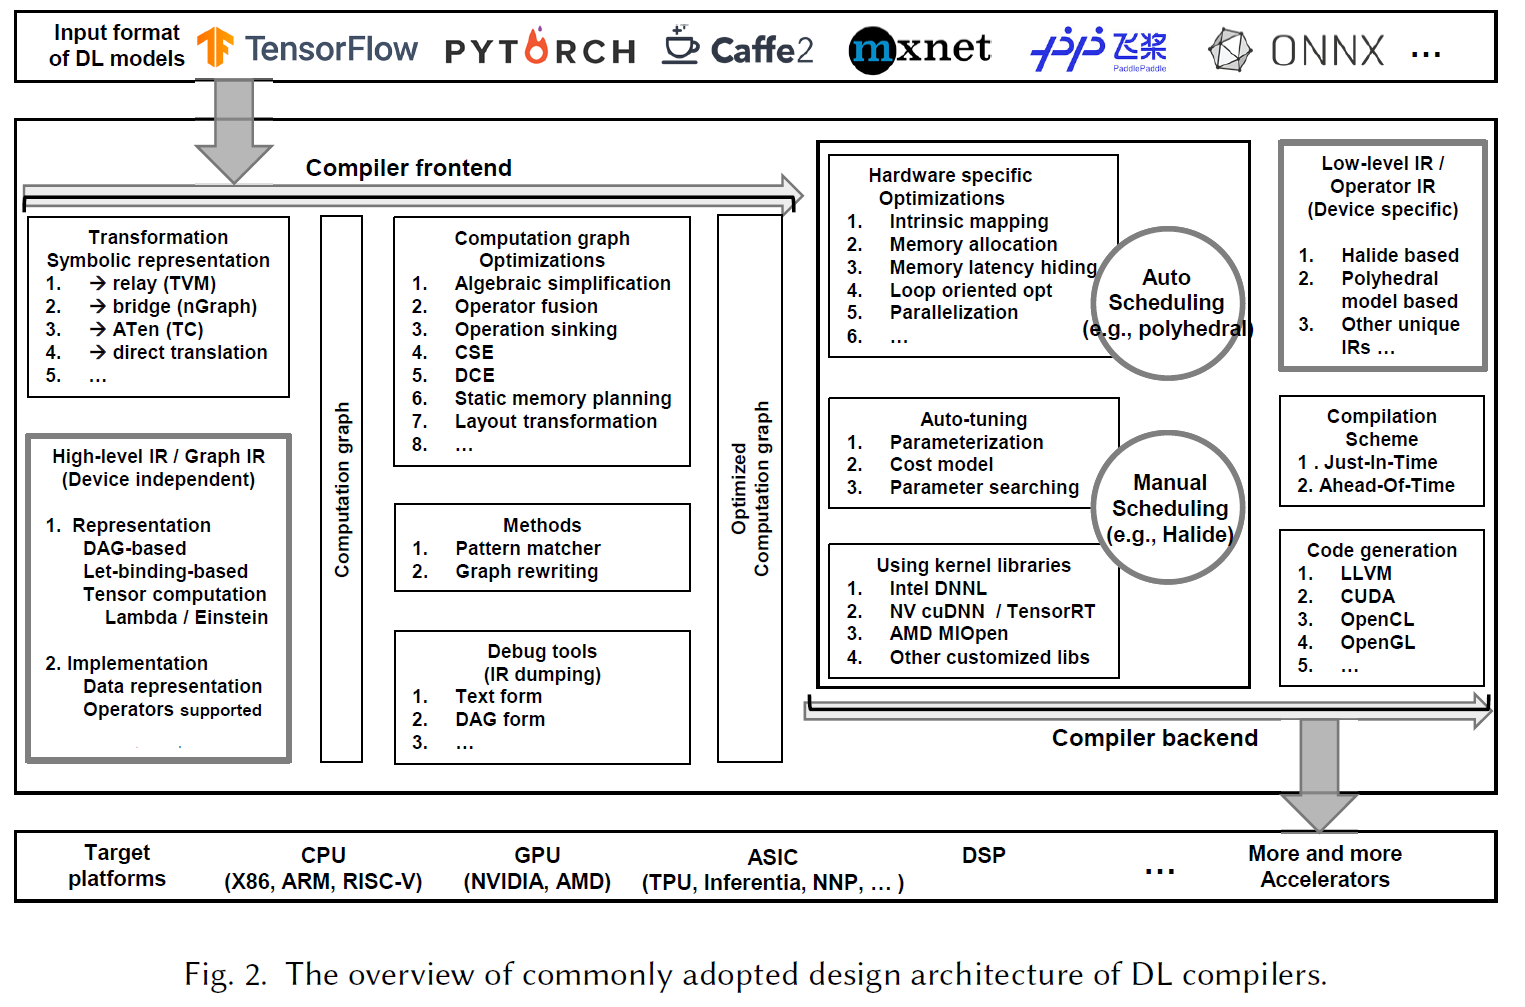 Input format
of DL models
TensorFlow
PYTORCH
Caffe2
mxnet
飞桨
PaddlePaddle
ONNX
...
Compiler frontend
Transformation
Symbolic representation
1. → relay (TVM)
2. → bridge (nGraph)
3. → ATen (TC)
4. → direct translation
5. ...
High-level IR / Graph IR
(Device independent)
1. Representation
DAG-based
Let-binding-based
Tensor computation
Lambda / Einstein
2. Implementation
Data representation
Operators supported
Computation graph
Computation graph
Optimizations
1. Algebraic simplification
2. Operator fusion
3. Operation sinking
4. CSE
5. DCE
6. Static memory planning
7. Layout transformation
8. ...
Methods
1. Pattern matcher
2. Graph rewriting
Debug tools
(IR dumping)
1. Text form
2. DAG form
3. ...
Optimized
Computation graph
Hardware specific
Optimizations
1. Intrinsic mapping
2. Memory allocation
3. Memory latency hiding
4. Loop oriented opt
5. Parallelization
6. ...
Auto
Scheduling
(e.g., polyhedral)
Auto-tuning
1. Parameterization
2. Cost model
3. Parameter searching
Manual
Scheduling
(e.g., Halide)
Using kernel libraries
1. Intel DNNL
2. NV cuDNN / TensorRT
3. AMD MIOpen
4. Other customized libs
Low-level IR /
Operator IR
(Device specific)
1. Halide based
2. Polyhedral
model based
3. Other unique
IRs ...
Compilation
Scheme
1 . Just-In-Time
2. Ahead-Of-Time
Code generation
1. LLVM
2. CUDA
3. OpenCL
4. OpenGL
5. ...
Compiler backend
Target
platforms
CPU
(X86, ARM, RISC-V)
GPU
(NVIDIA, AMD)
ASIC
(TPU, Inferentia, NNP, ... )
DSP
...
More and more
Accelerators
Fig. 2. The overview of commonly adopted design architecture of DL compilers.